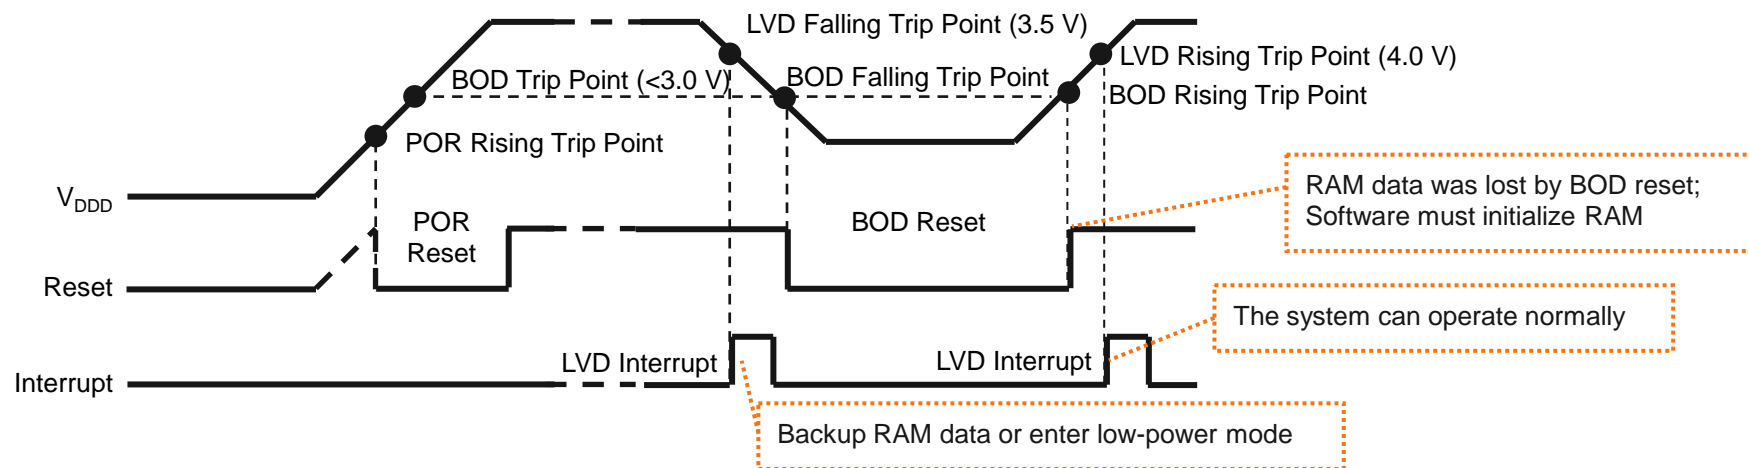 LVD Falling Trip Point (3.5 V)
LVD Rising Trip Point (4.0 V)
BOD Trip Point (<3.0 V)
BOD Falling Trip Point
BOD Rising Trip Point
POR Rising Trip Point
VDDD
RAM data was lost by BOD reset;
Software must initialize RAM
POR
Reset
BOD Reset
Reset
The system can operate normally
LVD Interrupt
LVD Interrupt
Interrupt
Backup RAM data or enter low-power mode